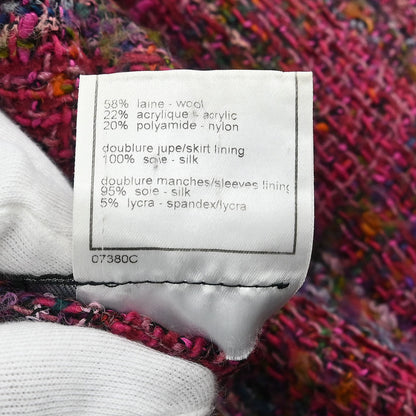 58% laine - wool
22% acrylique - acrylic
20% polyamide - nylon
doublure jupe/skirt lining
100% soie - silk
doublure manches/sleeves lining
95% soie - silk
5% lycra - spandex/lycra
07380C